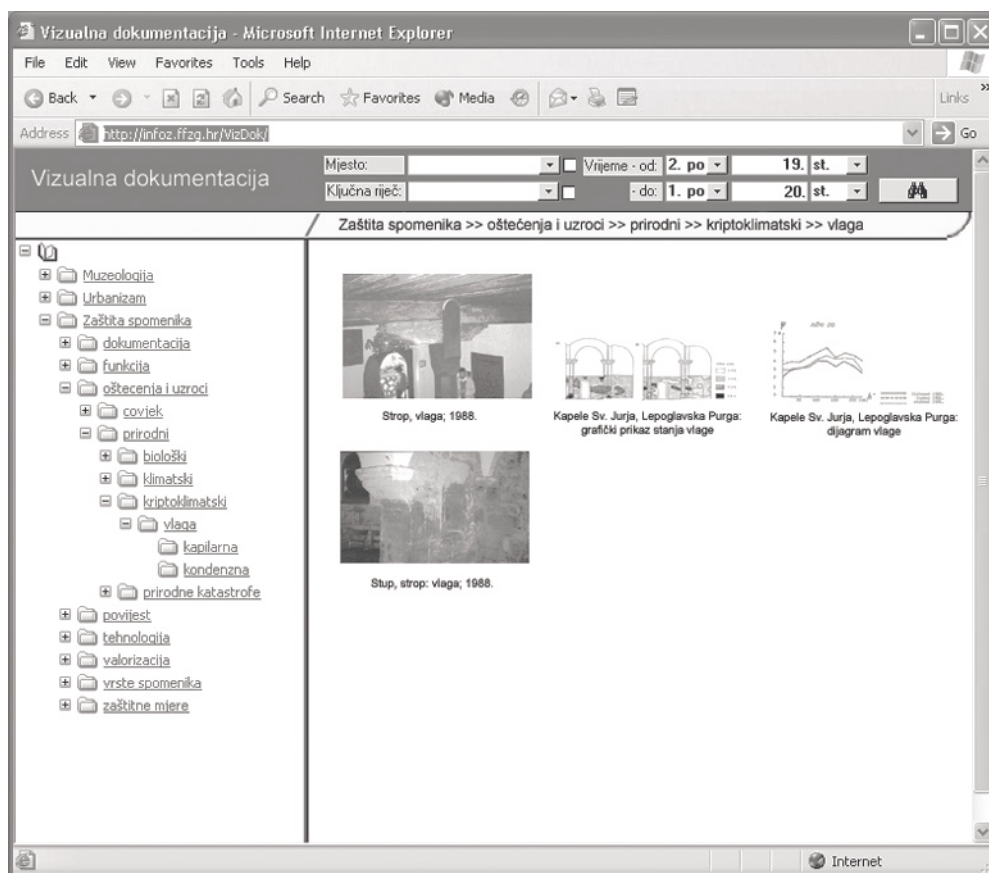 Vizualna dokumentacija - Microsoft Internet Explorer
File Edit View Favorites Tools Help
Back Search Favorites Media Links
Address http://infoz.ffzg.hr/VizDok/ Go
Vizualna dokumentacija
Mjesto: Vrijeme - od: 2. po 19. st.
Ključna riječ: - do: 1. po 20. st.
Zaštita spomenika >> oštećenja i uzroci >> prirodni >> kriptoklimatski >> vlaga
Muzeologija
Urbanizam
Zaštita spomenika
dokumentacija
funkcija
oštecenja i uzroci
covjek
prirodni
biološki
klimatski
kriptoklimatski
vlaga
kapilarna
kondenzna
prirodne katastrofe
povijest
tehnologija
valorizacija
vrste spomenika
zaštitne mjere
Strop, vlaga; 1988.
Kapele Sv. Jurja, Lepoglavska Purga:
grafički prikaz stanja vlage
Kapele Sv. Jurja, Lepoglavska Purga:
dijagram vlage
Stup, strop: vlaga; 1988.
Internet